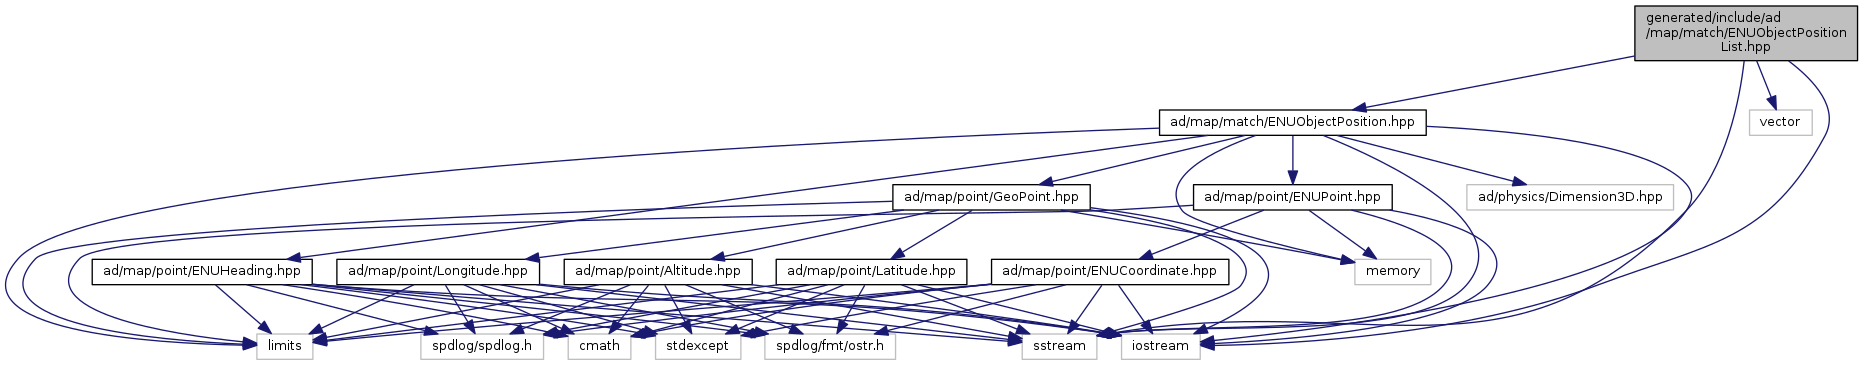 generated/include/ad
/map/match/ENUObjectPosition
List.hpp
ad/map/match/ENUObjectPosition.hpp
vector
ad/map/point/GeoPoint.hpp
ad/map/point/ENUPoint.hpp
ad/physics/Dimension3D.hpp
ad/map/point/ENUHeading.hpp
ad/map/point/Longitude.hpp
ad/map/point/Altitude.hpp
ad/map/point/Latitude.hpp
ad/map/point/ENUCoordinate.hpp
memory
limits
spdlog/spdlog.h
cmath
stdexcept
spdlog/fmt/ostr.h
sstream
iostream